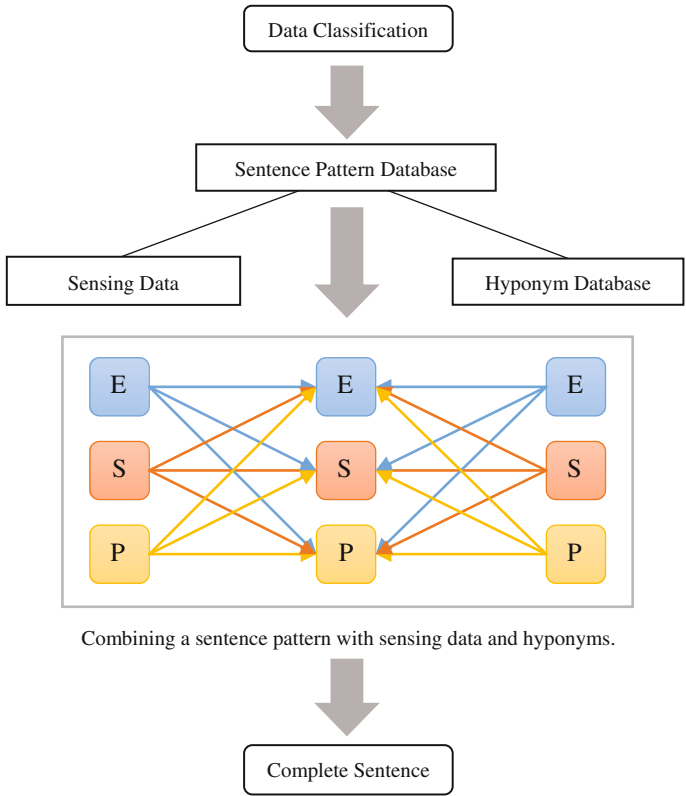 Data Classification
Sentence Pattern Database
Sensing Data
Hyponym Database
E E E
S S S
P P P
Combining a sentence pattern with sensing data and hyponyms.
Complete Sentence